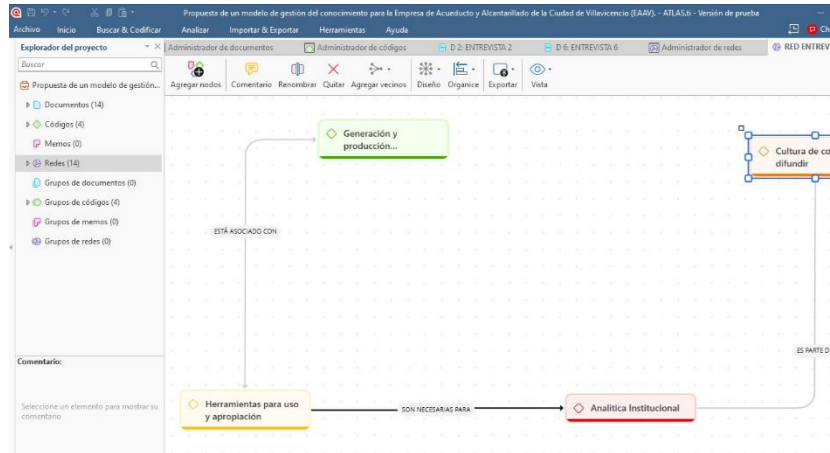 Propuesta de un modelo de gestión del conocimiento para la Empresa de Acueducto y Alcantarillado de la Ciudad de Villavicencio (EAAV). - ATLAS.ti - Versión de prueba
Archivo Inicio Buscar & Codificar Analizar Importar & Exportar Herramientas Ayuda
Explorador del proyecto
Administrador de documentos Administrador de códigos D 2: ENTREVISTA 2 D 6: ENTREVISTA 6 Administrador de redes RED ENTREV
Buscar
Agregar nodos Comentario Renombrar Quitar Agregar vecinos Diseño Organice Exportar Vista
Propuesta de un modelo de gestión...
Documentos (14)
Códigos (4)
Memos (0)
Redes (14)
Grupos de documentos (0)
Grupos de códigos (4)
Grupos de memos (0)
Grupos de redes (0)
Generación y
producción...
Cultura de co
difundir
ESTÁ ASOCIADO CON
ES PARTE D
Comentario:
Seleccione un elemento para mostrar su
comentario
Herramientas para uso
y apropiación
SON NECESARIAS PARA
Analítica Institucional